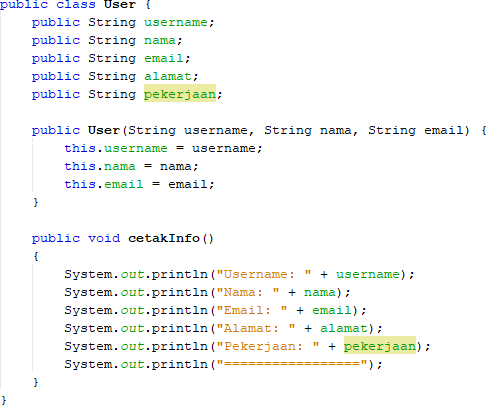 public class User {
    public String username;
    public String nama;
    public String email;
    public String alamat;
    public String pekerjaan;

    public User(String username, String nama, String email) {
        this.username = username;
        this.nama = nama;
        this.email = email;
    }

    public void cetakInfo()
    {
        System.out.println("Username: " + username);
        System.out.println("Nama: " + nama);
        System.out.println("Email: " + email);
        System.out.println("Alamat: " + alamat);
        System.out.println("Pekerjaan: " + pekerjaan);
        System.out.println("=================");
    }
}